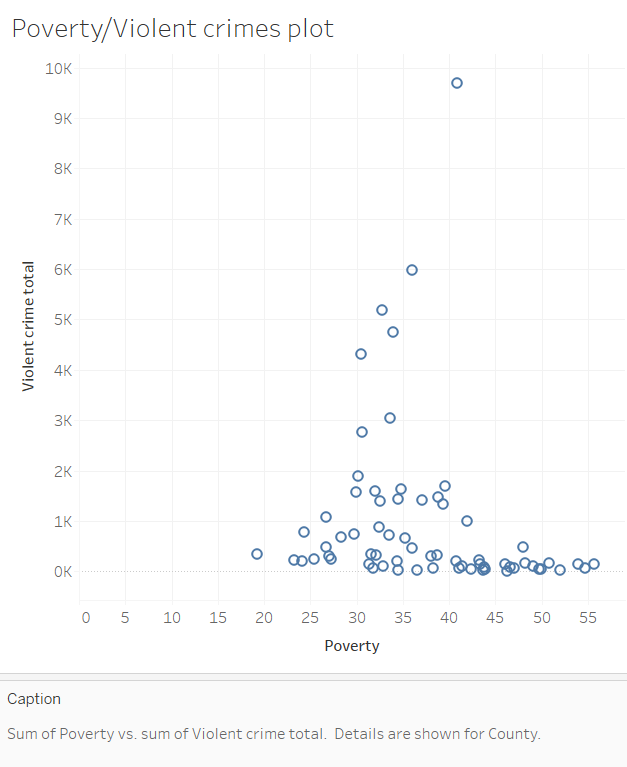 Poverty/Violent crimes plot
10K
9K
8K
7K
6K
5K
4K
3K
2K
1K
0K
Violent crime total
0 5 10 15 20 25 30 35 40 45 50 55
Poverty
Caption
Sum of Poverty vs. sum of Violent crime total. Details are shown for County.